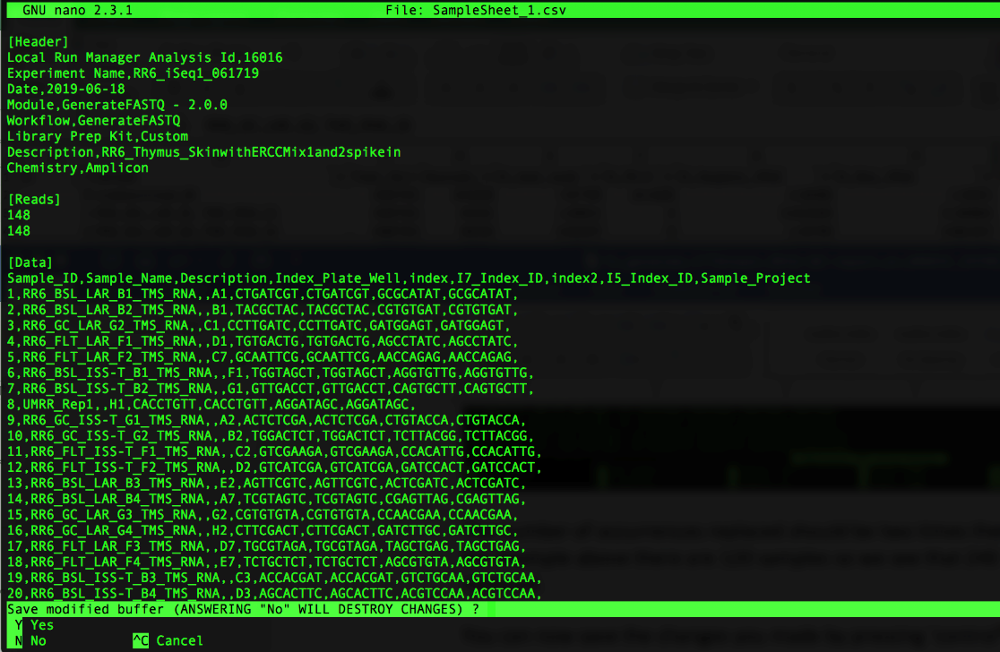 GNU nano 2.3.1 File: SampleSheet_1.csv
[Header]
Local Run Manager Analysis Id,16016
Experiment Name,RR6_iSeq1_061719
Date,2019-06-18
Module,GenerateFASTQ - 2.0.0
Workflow,GenerateFASTQ
Library Prep Kit,Custom
Description,RR6_Thymus_SkinwithERCCMix1and2spikein
Chemistry,Amplicon
[Reads]
148
148
[Data]
Sample_ID,Sample_Name,Description,Index_Plate_Well,index,I7_Index_ID,index2,I5_Index_ID,Sample_Project
1,RR6_BSL_LAR_B1_TMS_RNA,,A1,CTGATCGT,CTGATCGT,GCGCATAT,GCGCATAT,
2,RR6_BSL_LAR_B2_TMS_RNA,,B1,TACGCTAC,TACGCTAC,CGTGTGAT,CGTGTGAT,
3,RR6_GC_LAR_G2_TMS_RNA,,C1,CCTTGATC,CCTTGATC,GATGGAGT,GATGGAGT,
4,RR6_FLT_LAR_F1_TMS_RNA,,D1,TGTGACTG,TGTGACTG,AGCCTATC,AGCCTATC,
5,RR6_FLT_LAR_F2_TMS_RNA,,C7,GCAATTCG,GCAATTCG,AACCAGAG,AACCAGAG,
6,RR6_BSL_ISS-T_B1_TMS_RNA,,F1,TGGTAGCT,TGGTAGCT,AGGTGTTG,AGGTGTTG,
7,RR6_BSL_ISS-T_B2_TMS_RNA,,G1,GTTGACCT,GTTGACCT,CAGTGCTT,CAGTGCTT,
8,UMRR_Rep1,,H1,CACCTGTT,CACCTGTT,AGGATAGC,AGGATAGC,
9,RR6_GC_ISS-T_G1_TMS_RNA,,A2,ACTCTCGA,ACTCTCGA,CTGTACCA,CTGTACCA,
10,RR6_GC_ISS-T_G2_TMS_RNA,,B2,TGGACTCT,TGGACTCT,TCTTACGG,TCTTACGG,
11,RR6_FLT_ISS-T_F1_TMS_RNA,,C2,GTCGAAGA,GTCGAAGA,CCACATTG,CCACATTG,
12,RR6_FLT_ISS-T_F2_TMS_RNA,,D2,GTCATCGA,GTCATCGA,GATCCACT,GATCCACT,
13,RR6_BSL_LAR_B3_TMS_RNA,,E2,AGTTCGTC,AGTTCGTC,ACTCGATC,ACTCGATC,
14,RR6_BSL_LAR_B4_TMS_RNA,,A7,TCGTAGTC,TCGTAGTC,CGAGTTAG,CGAGTTAG,
15,RR6_GC_LAR_G3_TMS_RNA,,G2,CGTGTGTA,CGTGTGTA,CCAACGAA,CCAACGAA,
16,RR6_GC_LAR_G4_TMS_RNA,,H2,CTTCGACT,CTTCGACT,GATCTTGC,GATCTTGC,
17,RR6_FLT_LAR_F3_TMS_RNA,,D7,TGCGTAGA,TGCGTAGA,TAGCTGAG,TAGCTGAG,
18,RR6_FLT_LAR_F4_TMS_RNA,,E7,TCTGCTCT,TCTGCTCT,AGCGTGTA,AGCGTGTA,
19,RR6_BSL_ISS-T_B3_TMS_RNA,,C3,ACCACGAT,ACCACGAT,GTCTGCAA,GTCTGCAA,
20,RR6_BSL_ISS-T_B4_TMS_RNA,,D3,AGCACTTC,AGCACTTC,ACGTCCAA,ACGTCCAA,
Save modified buffer (ANSWERING "No" WILL DESTROY CHANGES) ?
Y Yes
N No ^C Cancel